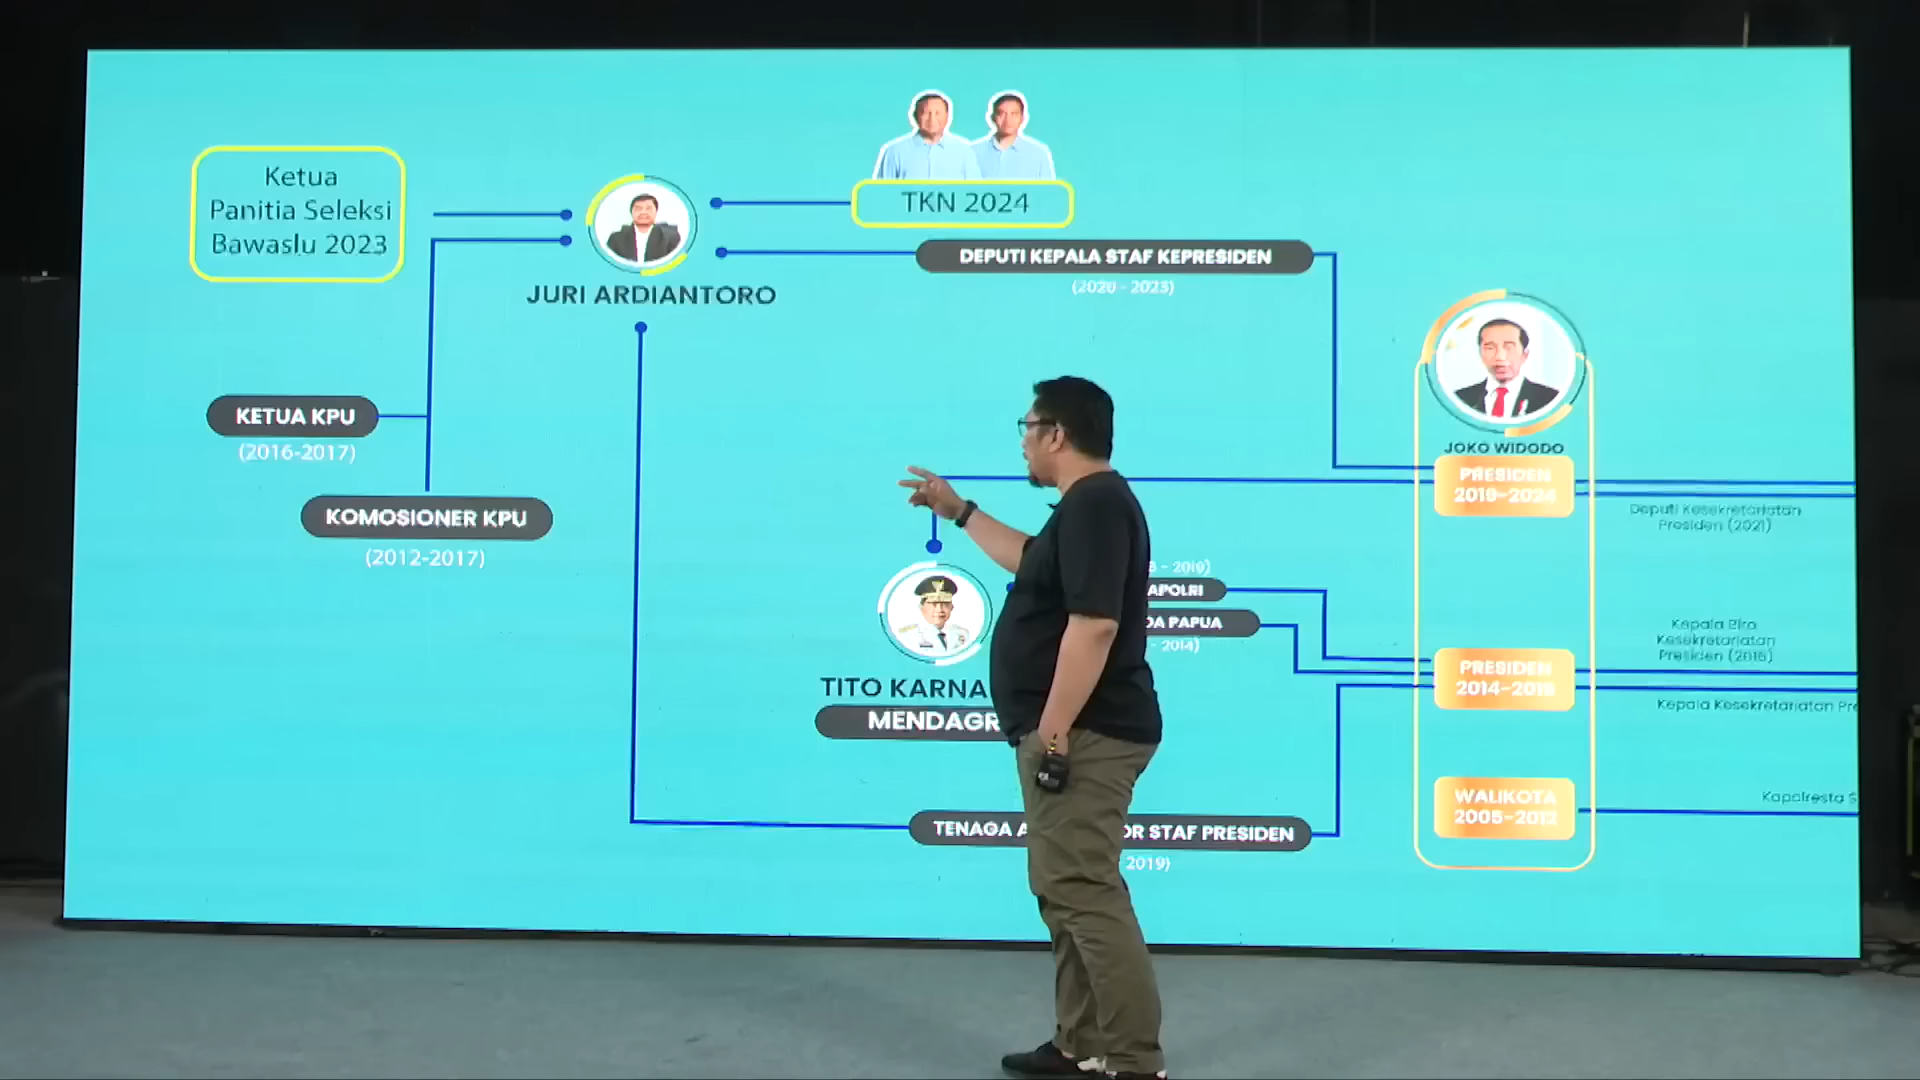 Ketua
Panitia Seleksi
Bawaslu 2023
TKN 2024
DEPUTI KEPALA STAF KEPRESIDEN
(2020 - 2023)
JURI ARDIANTORO
KETUA KPU
(2016-2017)
KOMOSIONER KPU
(2012-2017)
JOKO WIDODO
PRESIDEN
2019-2024
Deputi Kesekretariatan
Presiden (2021)
- 2019)
APOLRI
DA PAPUA
- 2014)
TITO KARNA
MENDAGR
Kepala Biro
Kesekretariatan
Presiden (2016)
PRESIDEN
2014-2019
Kepala Kesekretariatan Pre
WALIKOTA
2005-2012
Kapolresta S
TENAGA A
OR STAF PRESIDEN
2019)